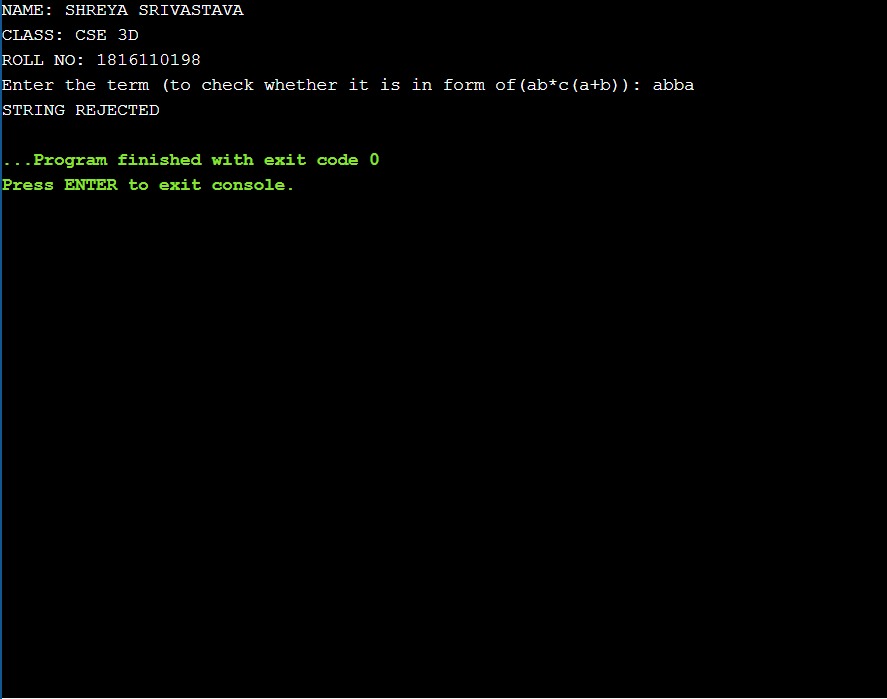 NAME: SHREYA SRIVASTAVA
CLASS: CSE 3D
ROLL NO: 1816110198
Enter the term (to check whether it is in form of(ab*c(a+b)): abba
STRING REJECTED
...Program finished with exit code 0
Press ENTER to exit console.